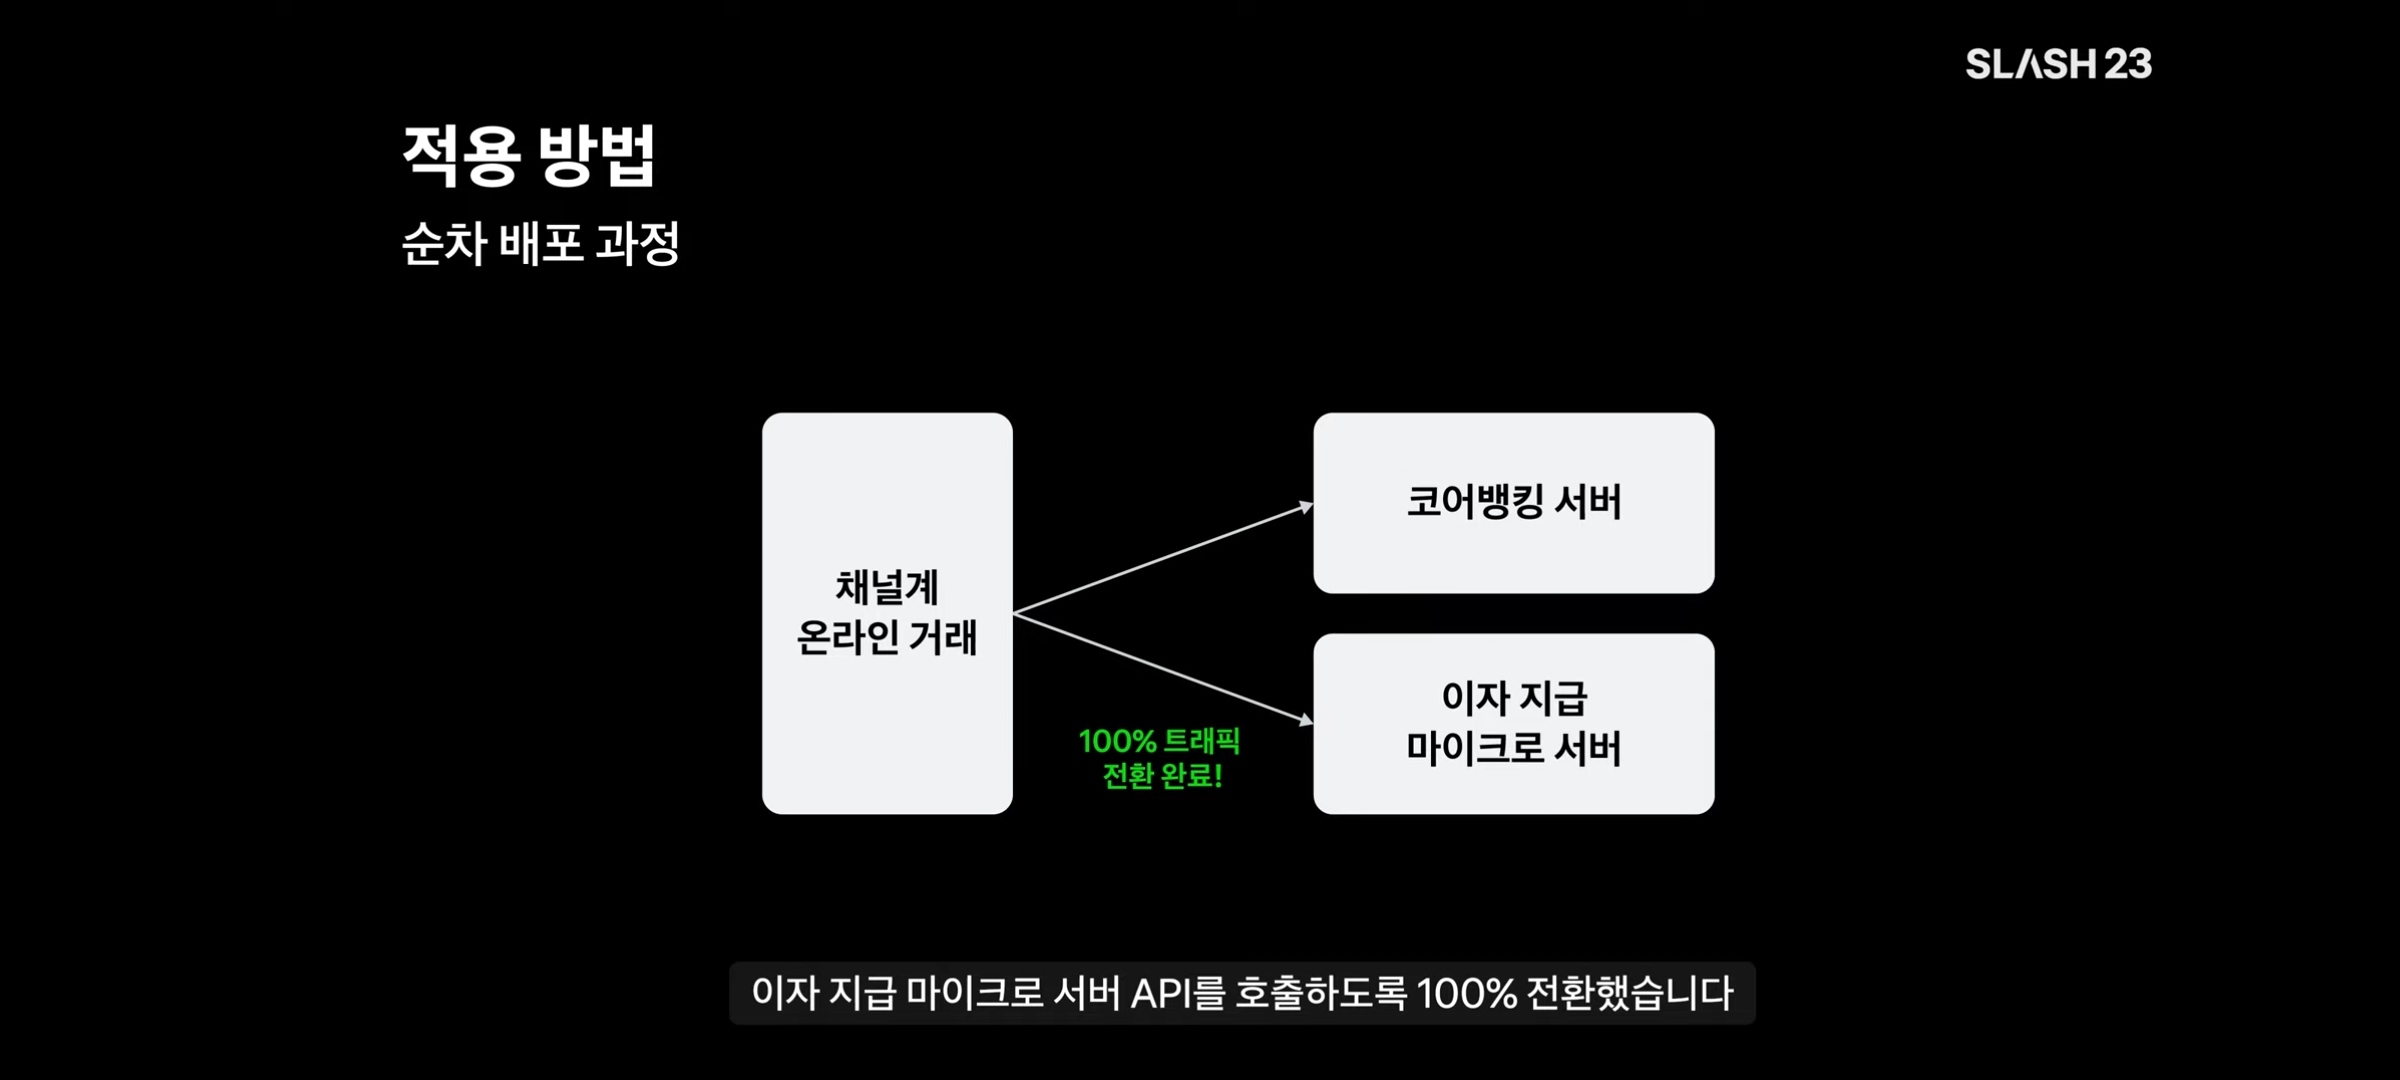 SLASH 23
적용 방법
순차 배포 과정
채널계
온라인 거래
코어뱅킹 서버
이자 지급
마이크로 서버
100% 트래픽
전환 완료!
이자 지급 마이크로 서버 API를 호출하도록 100% 전환했습니다